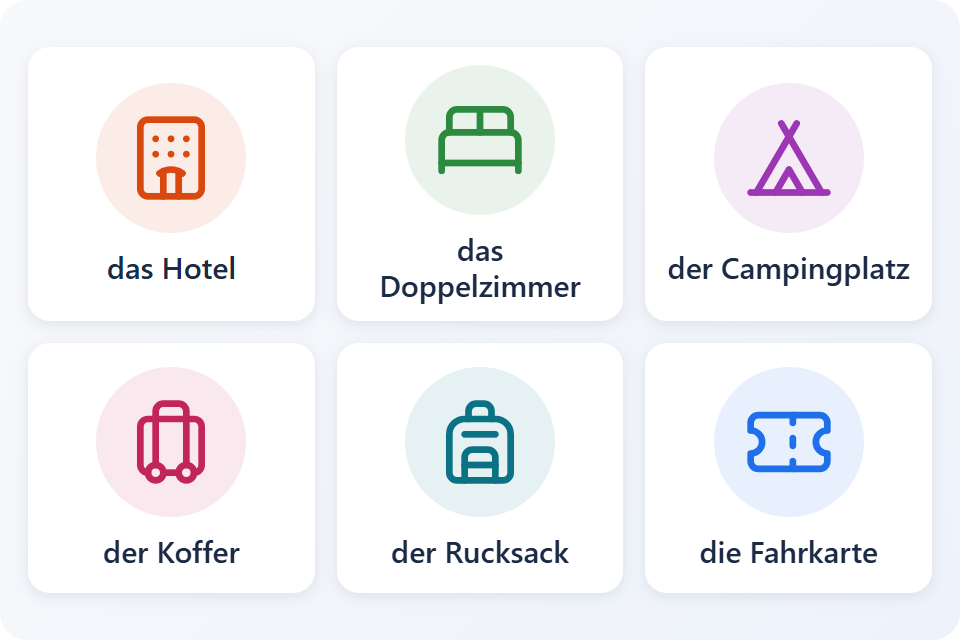 das Hotel
das
Doppelzimmer
der Campingplatz
der Koffer
der Rucksack
die Fahrkarte